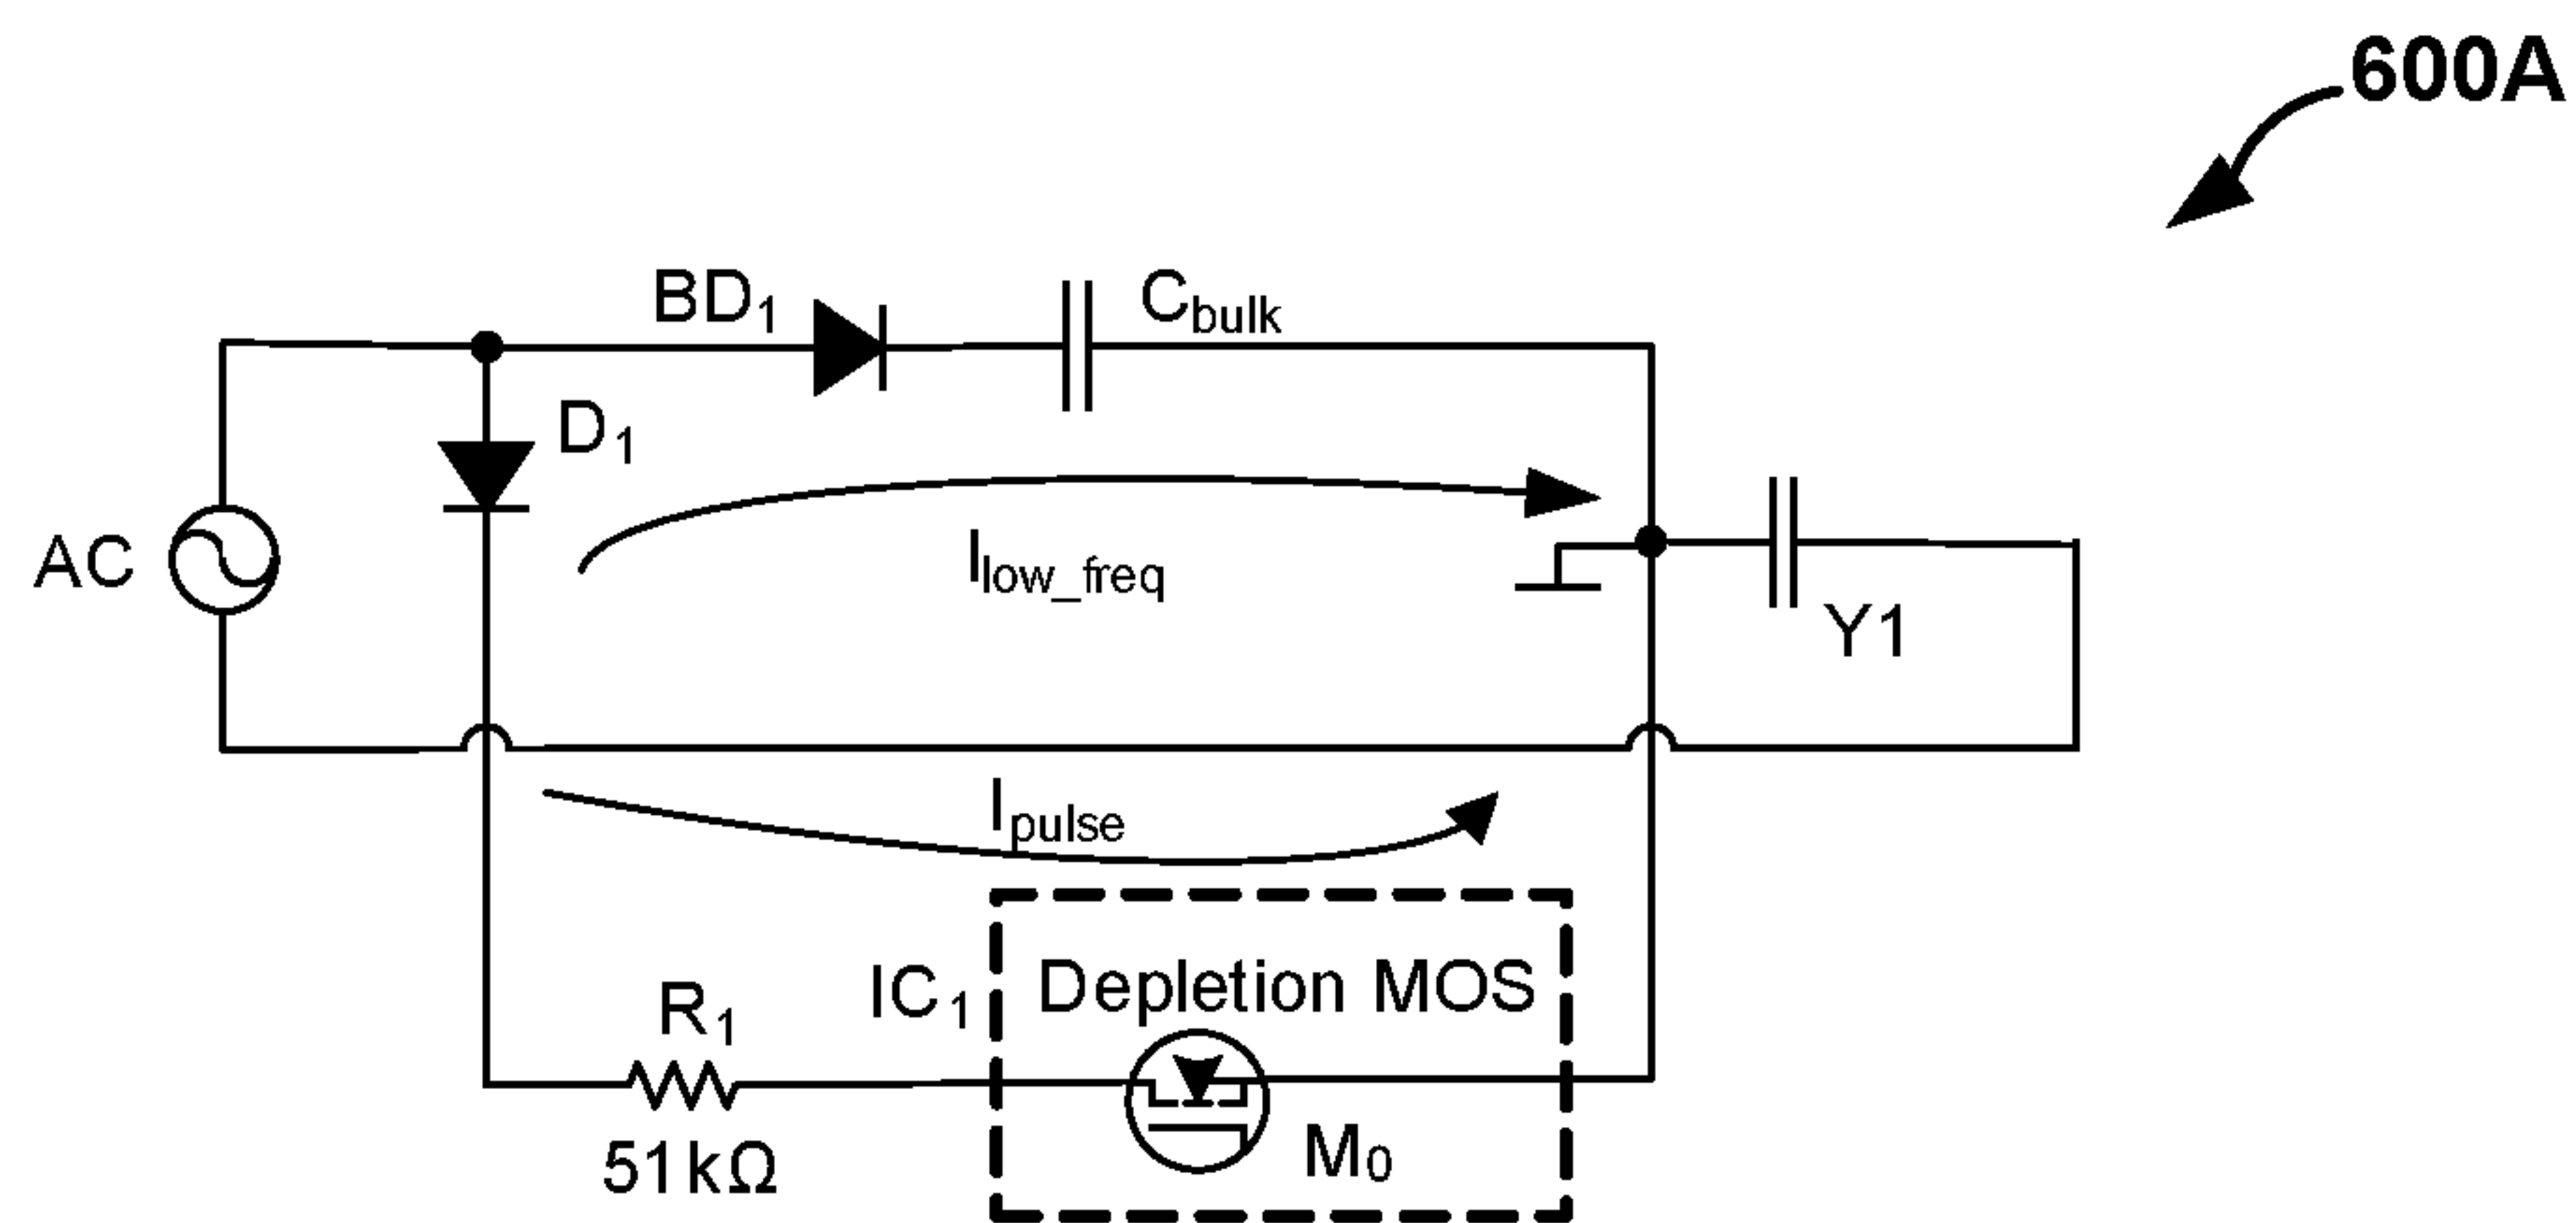 600A
BD1
Cbulk
D1
AC
Ilow_freq
Y1
Ipulse
IC1
Depletion MOS
R1
51kΩ
M0